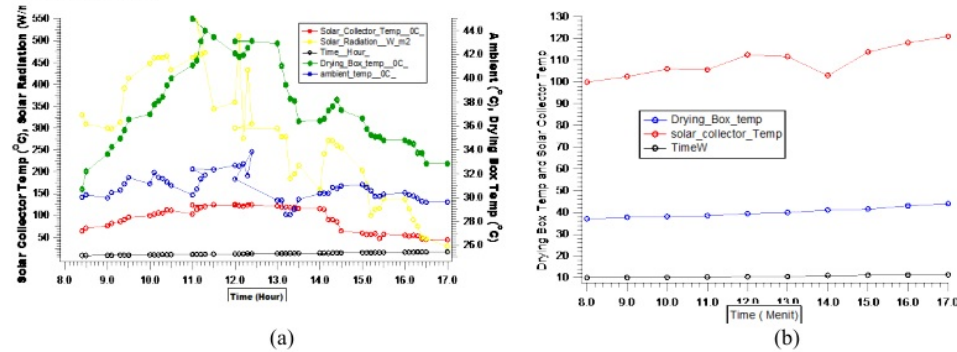 Solar Collector Temp (°C), Solar Radiation (W/r
550
500
450
400
350
300
250
200
150
100
50
Solar_Collector_Temp__0C_
Solar_Radiation__W_m2
Time__Hour_
Drying_Box_temp__0C_
ambient_temp__0C_
44.0
42.0
40.0
38.0
36.0
34.0
32.0
30.0
28.0
26.0
Ambient (°C), Drying Box Temp (°C)
8.0 9.0 10.0 11.0 12.0 13.0 14.0 15.0 16.0 17.0
Time (Hour)
(a)
Drying Box Temp and Solar Collector Temp
130
120
110
100
90
80
70
60
50
40
30
20
10
Drying_Box_temp
solar_collector_Temp
TimeW
8.0 9.0 10.0 11.0 12.0 13.0 14.0 15.0 16.0 17.0
Time ( Menit)
(b)